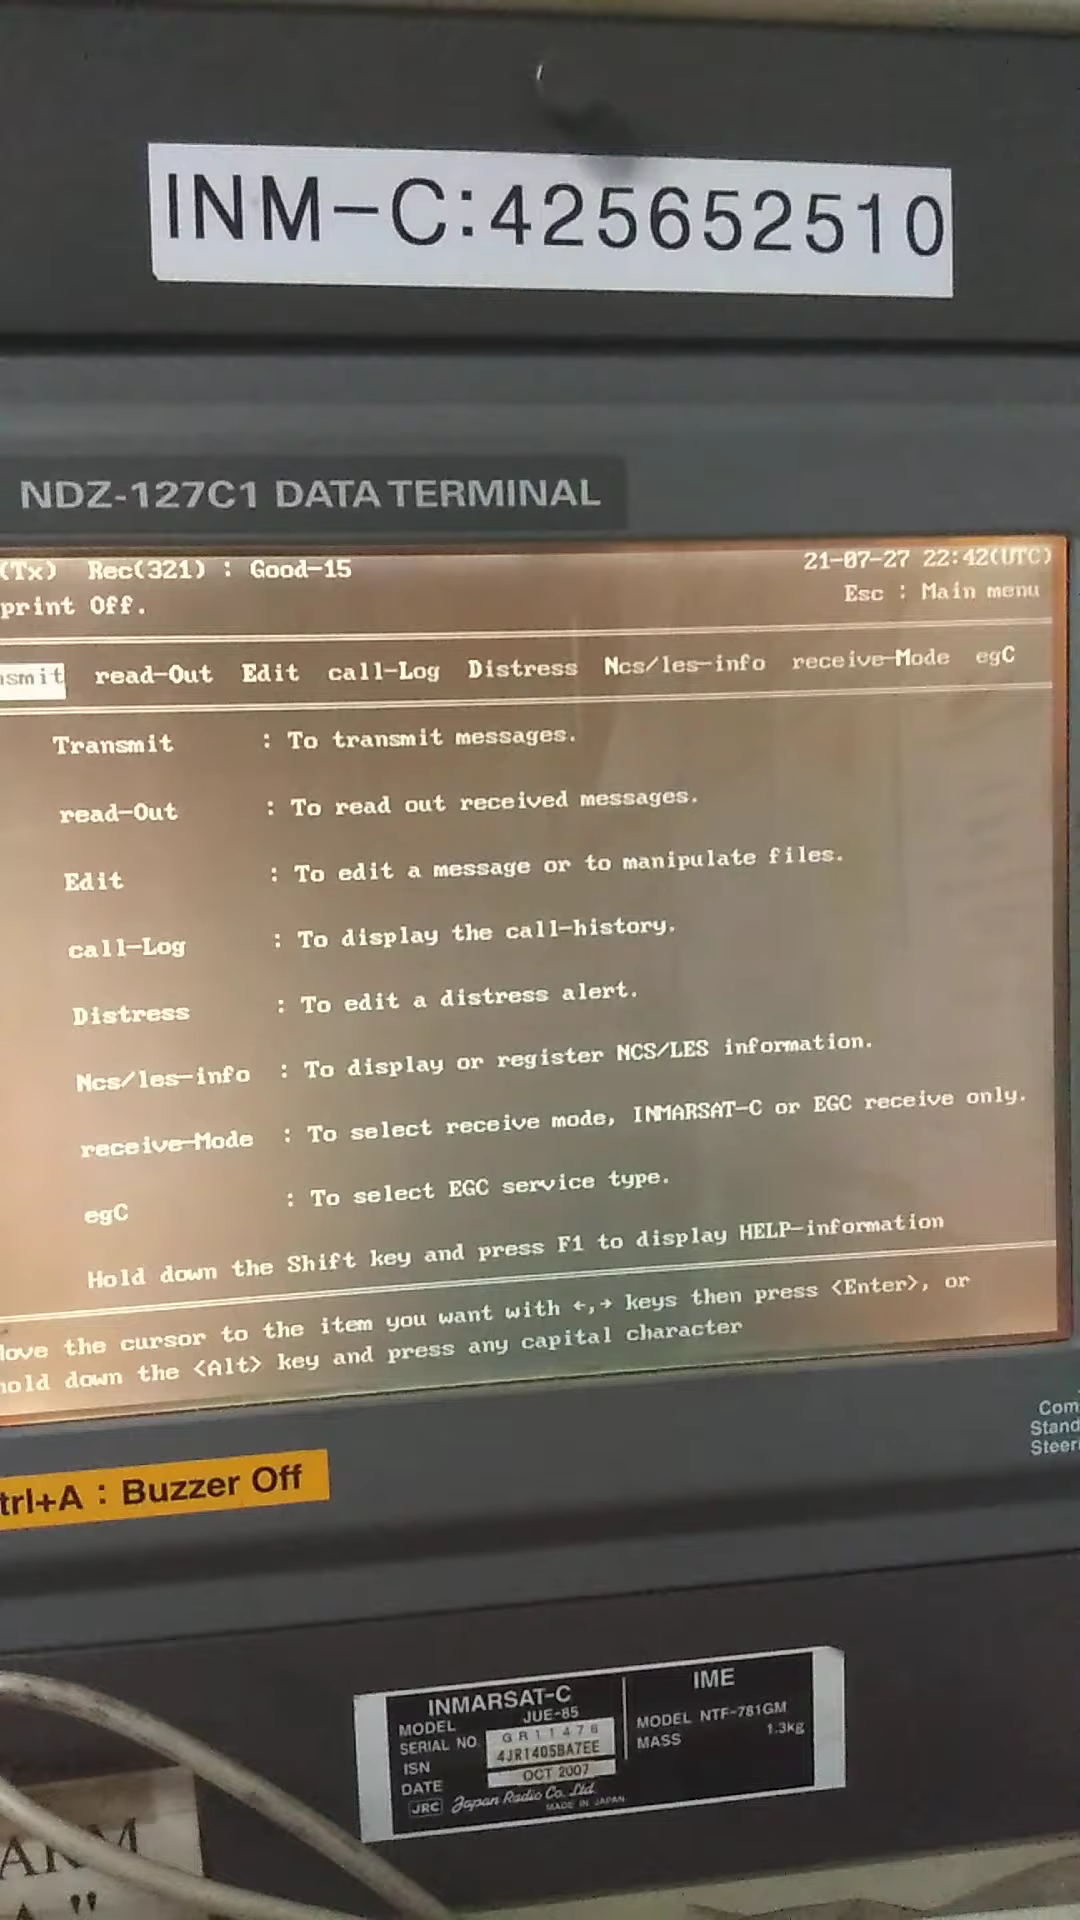 INM-C:425652510
NDZ-127C1 DATA TERMINAL
(Tx) Rec(321) : Good-15 21-07-27 22:42(UTC)
print Off. Esc : Main menu
nsmit read-Out Edit call-Log Distress Ncs/les-info receive-Mode egC
Transmit : To transmit messages.
read-Out : To read out received messages.
Edit : To edit a message or to manipulate files.
call-Log : To display the call-history.
Distress : To edit a distress alert.
Ncs/les-info : To display or register NCS/LES information.
receive-Mode : To select receive mode, INMARSAT-C or EGC receive only.
egC : To select EGC service type.
Hold down the Shift key and press F1 to display HELP-information
Move the cursor to the item you want with ←,→ keys then press <Enter>, or
hold down the <Alt> key and press any capital character
Com
Stand
Steeri
trl+A : Buzzer Off
INMARSAT-C
MODEL JUE-85
SERIAL NO. GR11476
ISN 4JR1405BA7EE
DATE OCT 2007
JRC Japan Radio Co., Ltd.
MADE IN JAPAN
IME
MODEL NTF-781GM
MASS 1.3kg